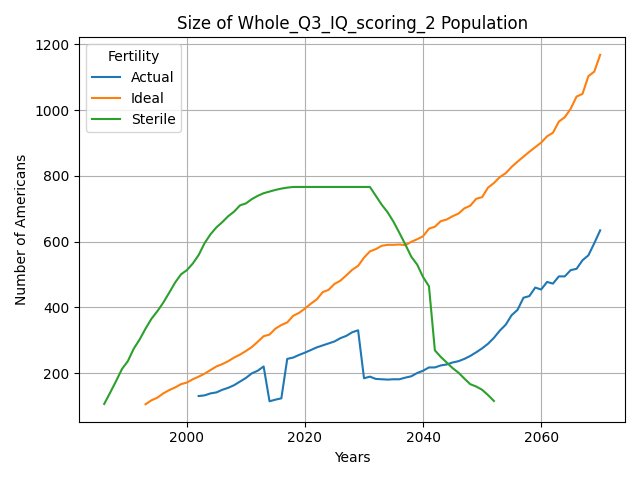 Size of Whole_Q3_IQ_scoring_2 Population
Number of Americans
1200
1000
800
600
400
200
Fertility
Actual
Ideal
Sterile
2000 2020 2040 2060
Years